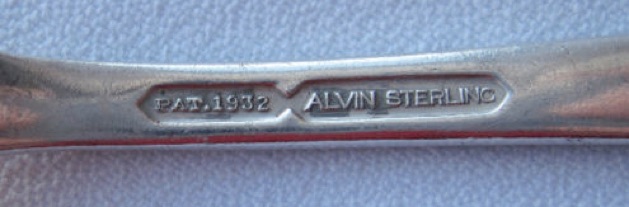 PAT.1932 ALVIN STERLING